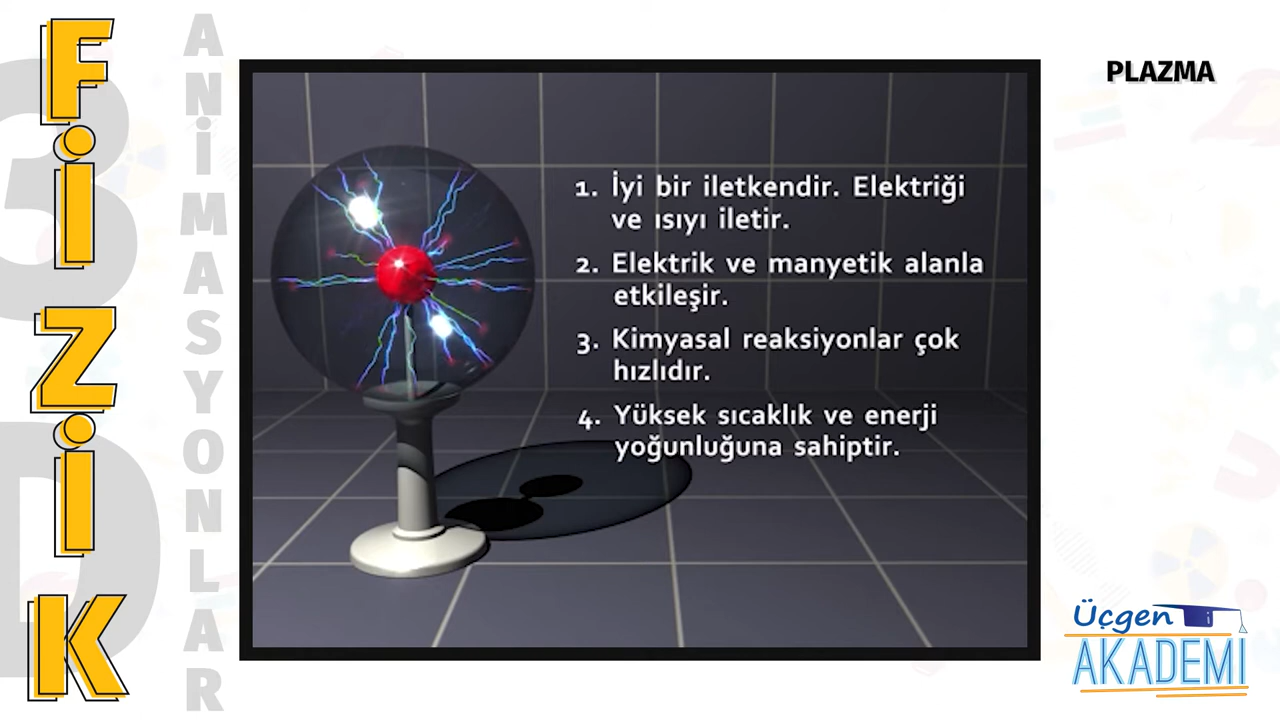 FİZİK
3D
ANİMASYONLAR
PLAZMA
1. İyi bir iletkendir. Elektriği
ve ısıyı iletir.
2. Elektrik ve manyetik alanla
etkileşir.
3. Kimyasal reaksiyonlar çok
hızlıdır.
4. Yüksek sıcaklık ve enerji
yoğunluğuna sahiptir.
Üçgen
AKADEMİ